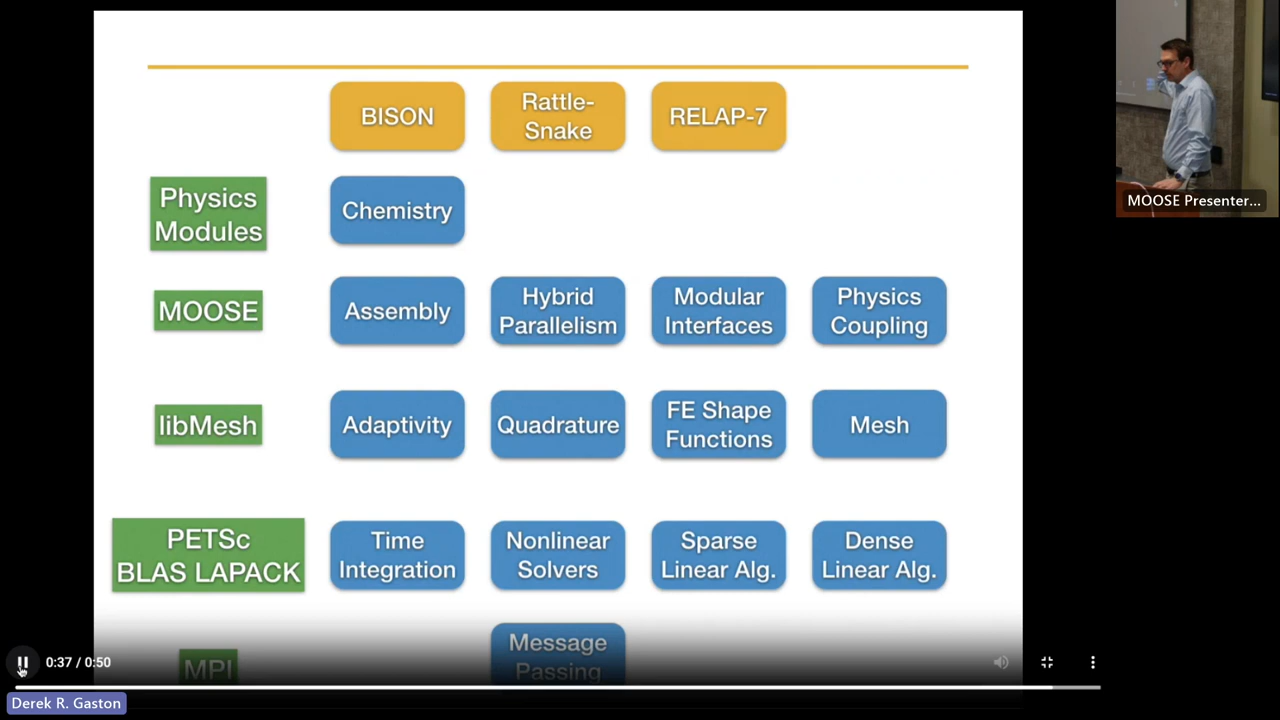 BISON
Rattle-
Snake
RELAP-7
Physics
Modules
Chemistry
MOOSE
Assembly
Hybrid
Parallelism
Modular
Interfaces
Physics
Coupling
libMesh
Adaptivity
Quadrature
FE Shape
Functions
Mesh
PETSc
BLAS LAPACK
Time
Integration
Nonlinear
Solvers
Sparse
Linear Alg.
Dense
Linear Alg.
MPI
Message
Passing
0:37 / 0:50
Derek R. Gaston
MOOSE Presenter...